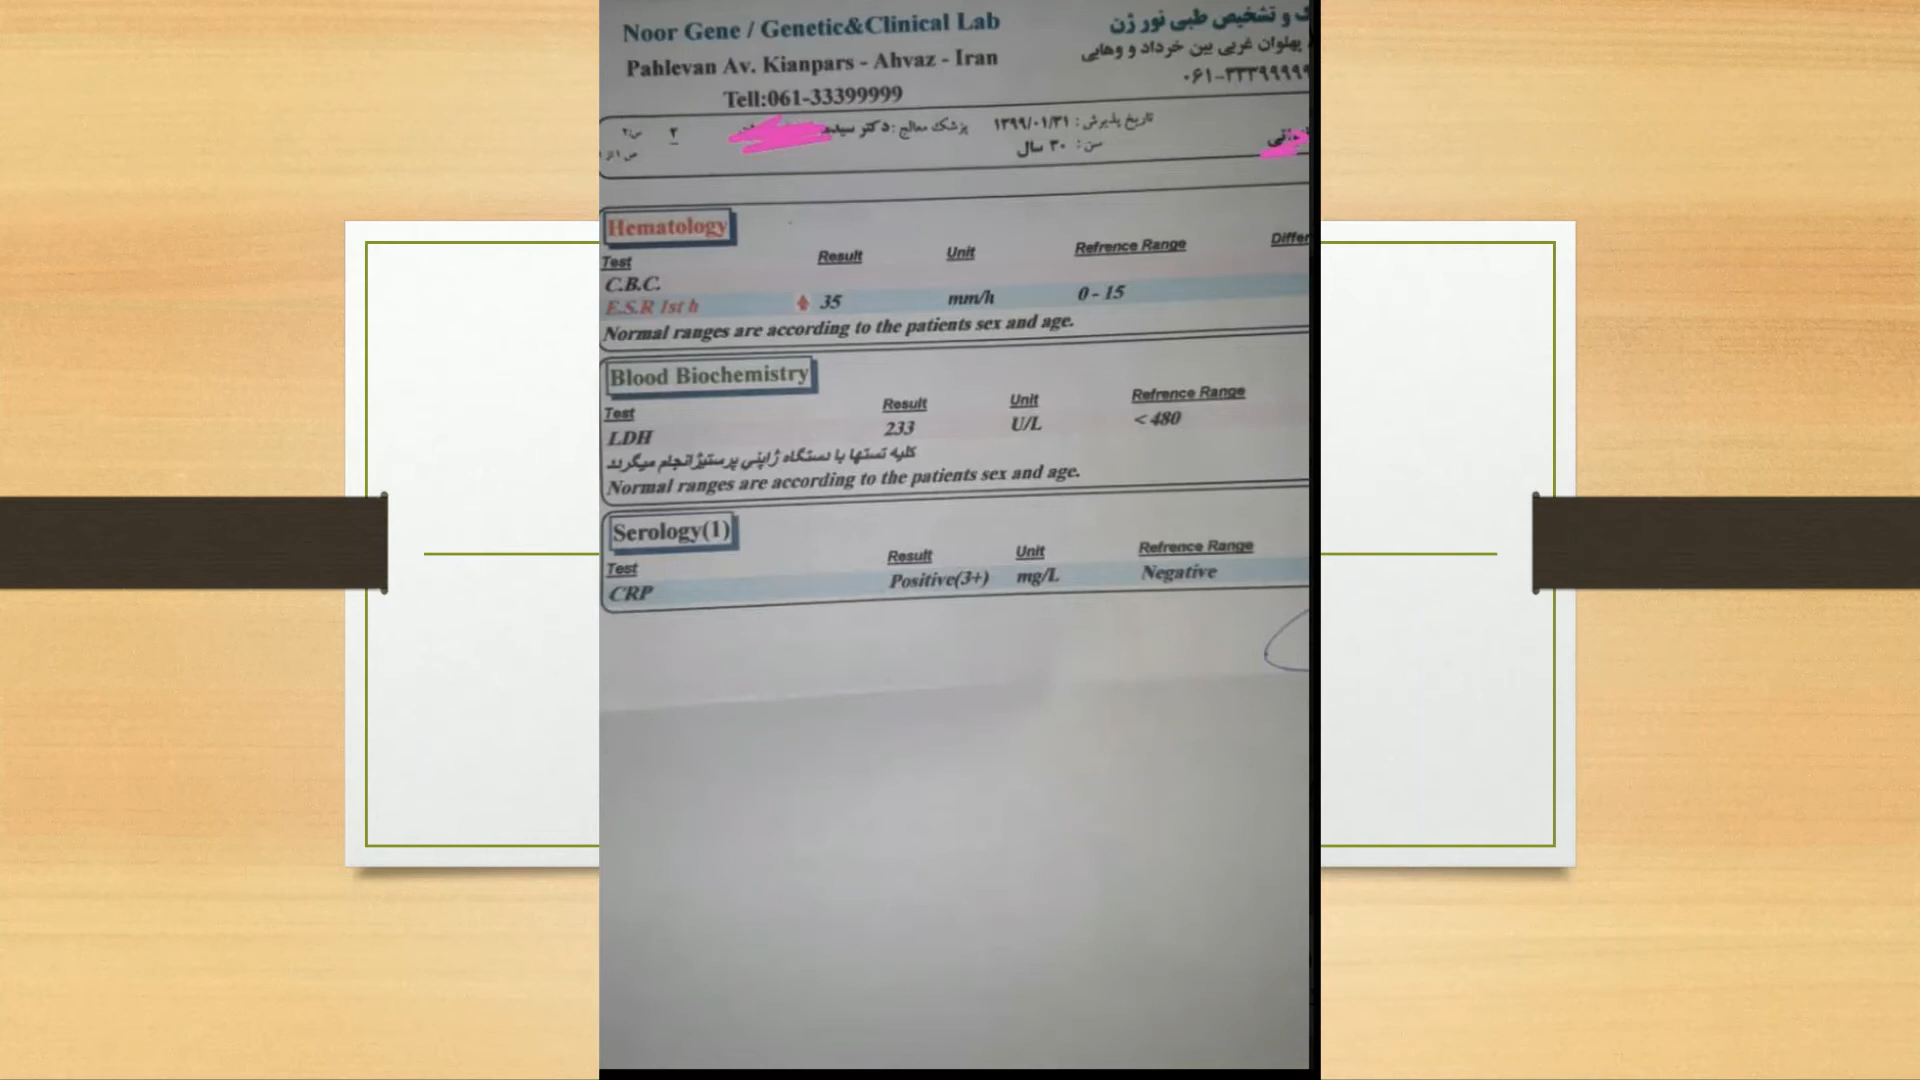 Noor Gene / Genetic&Clinical Lab
و تشخیص طبی نور ژن
Pahlevan Av. Kianpars - Ahvaz - Iran
پهلوان غربی بین خرداد و وهابی
Tell:061-33399999
۰۶۱-۳۳۳۹۹۹۹۹
تاریخ پذیرش: ۱۳۹۹/۰۱/۳۱
پزشک معالج: دکتر
۲
سن: ۳۰ سال
Hematology
Test Result Unit Refrence Range
C.B.C.
E.S.R 1st h 35 mm/h 0 - 15
Normal ranges are according to the patients sex and age.
Blood Biochemistry
Test Result Unit Refrence Range
LDH 233 U/L < 480
کلیه تستها با دستگاه ژاپنی پرستیژ انجام میگردد
Normal ranges are according to the patients sex and age.
Serology(1)
Test Result Unit Refrence Range
CRP Positive(3+) mg/L Negative